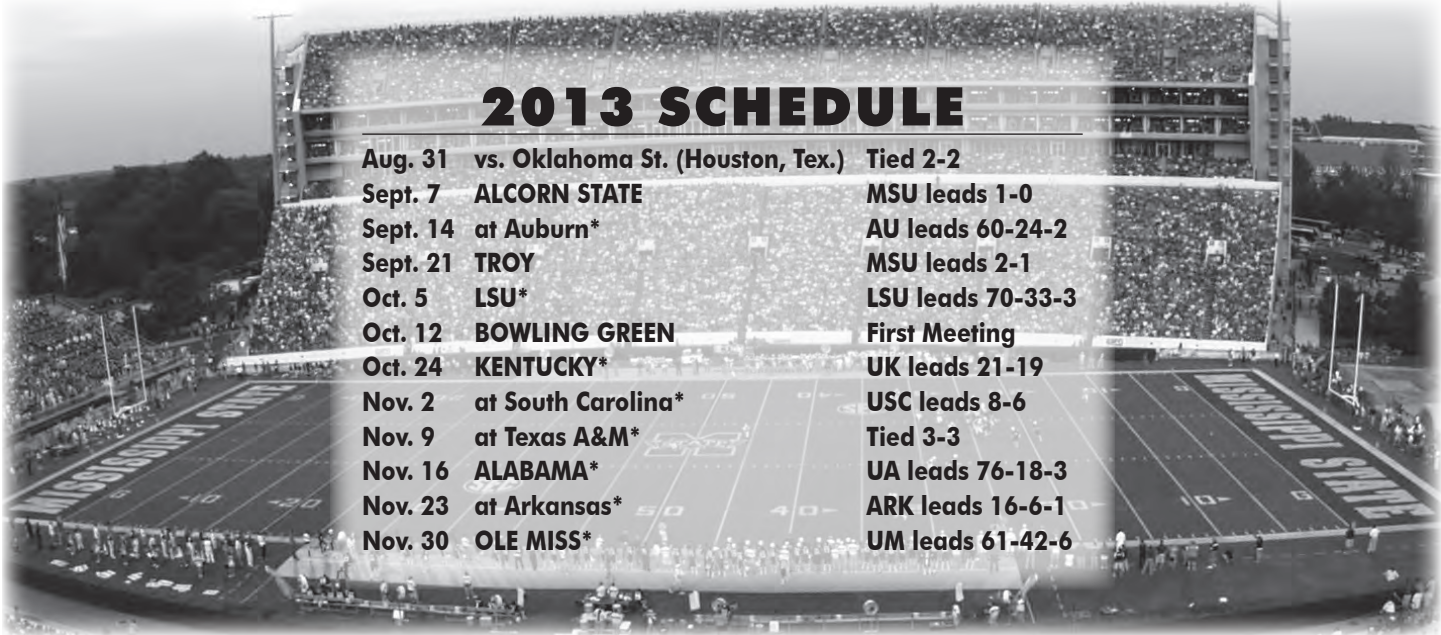 2013 SCHEDULE
Aug. 31 vs. Oklahoma St. (Houston, Tex.) Tied 2-2
Sept. 7 ALCORN STATE MSU leads 1-0
Sept. 14 at Auburn* AU leads 60-24-2
Sept. 21 TROY MSU leads 2-1
Oct. 5 LSU* LSU leads 70-33-3
Oct. 12 BOWLING GREEN First Meeting
Oct. 24 KENTUCKY* UK leads 21-19
Nov. 2 at South Carolina* USC leads 8-6
Nov. 9 at Texas A&M* Tied 3-3
Nov. 16 ALABAMA* UA leads 76-18-3
Nov. 23 at Arkansas* ARK leads 16-6-1
Nov. 30 OLE MISS* UM leads 61-42-6
MISSISSIPPI STATE
MISSISSIPPI STATE